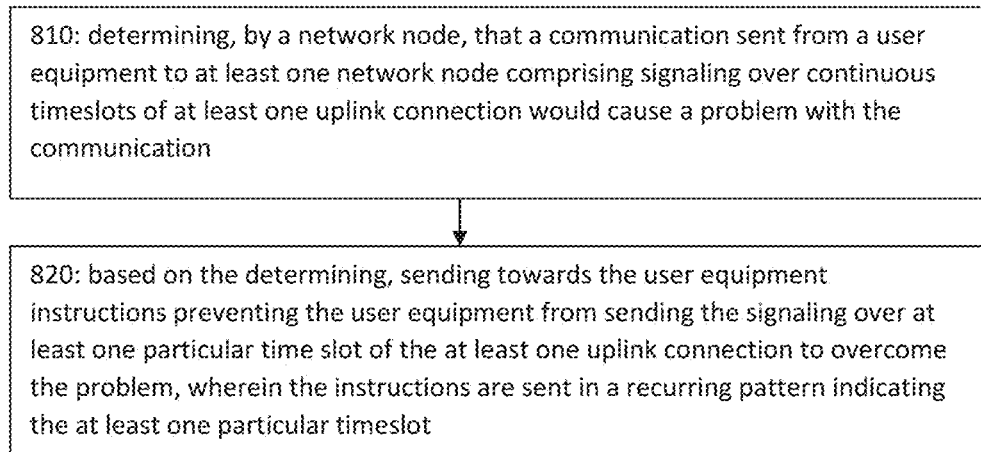 810: determining, by a network node, that a communication sent from a user
equipment to at least one network node comprising signaling over continuous
timeslots of at least one uplink connection would cause a problem with the
communication
820: based on the determining, sending towards the user equipment
instructions preventing the user equipment from sending the signaling over at
least one particular time slot of the at least one uplink connection to overcome
the problem, wherein the instructions are sent in a recurring pattern indicating
the at least one particular timeslot